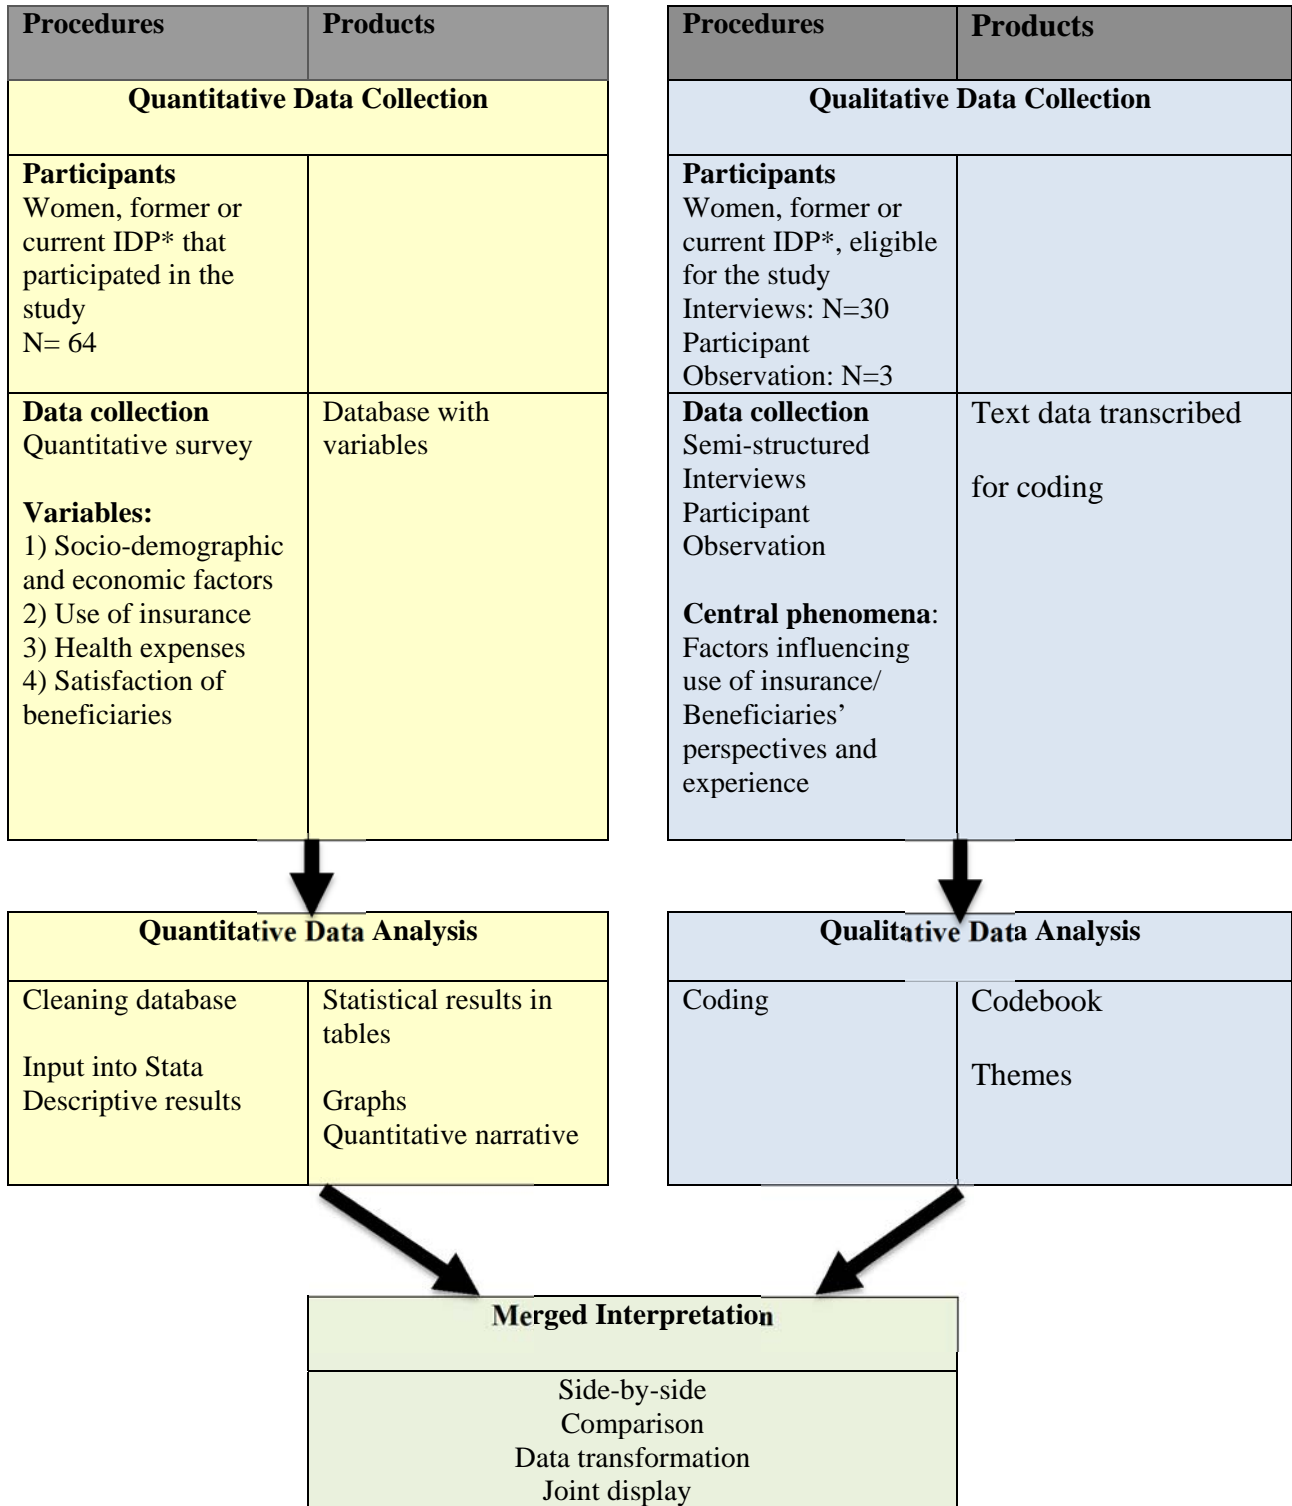 Procedures
Products
Quantitative Data Collection
Participants
Women, former or
current IDP* that
participated in the
study
N= 64
Data collection
Quantitative survey
Variables:
1) Socio-demographic
and economic factors
2) Use of insurance
3) Health expenses
4) Satisfaction of
beneficiaries
Database with
variables
Procedures
Products
Qualitative Data Collection
Participants
Women, former or
current IDP*, eligible
for the study
Interviews: N=30
Participant
Observation: N=3
Data collection
Semi-structured
Interviews
Participant
Observation
Central phenomena:
Factors influencing
use of insurance/
Beneficiaries’
perspectives and
experience
Text data transcribed
for coding
Quantitative Data Analysis
Cleaning database
Input into Stata
Descriptive results
Statistical results in
tables
Graphs
Quantitative narrative
Qualitative Data Analysis
Coding
Codebook
Themes
Merged Interpretation
Side-by-side
Comparison
Data transformation
Joint display